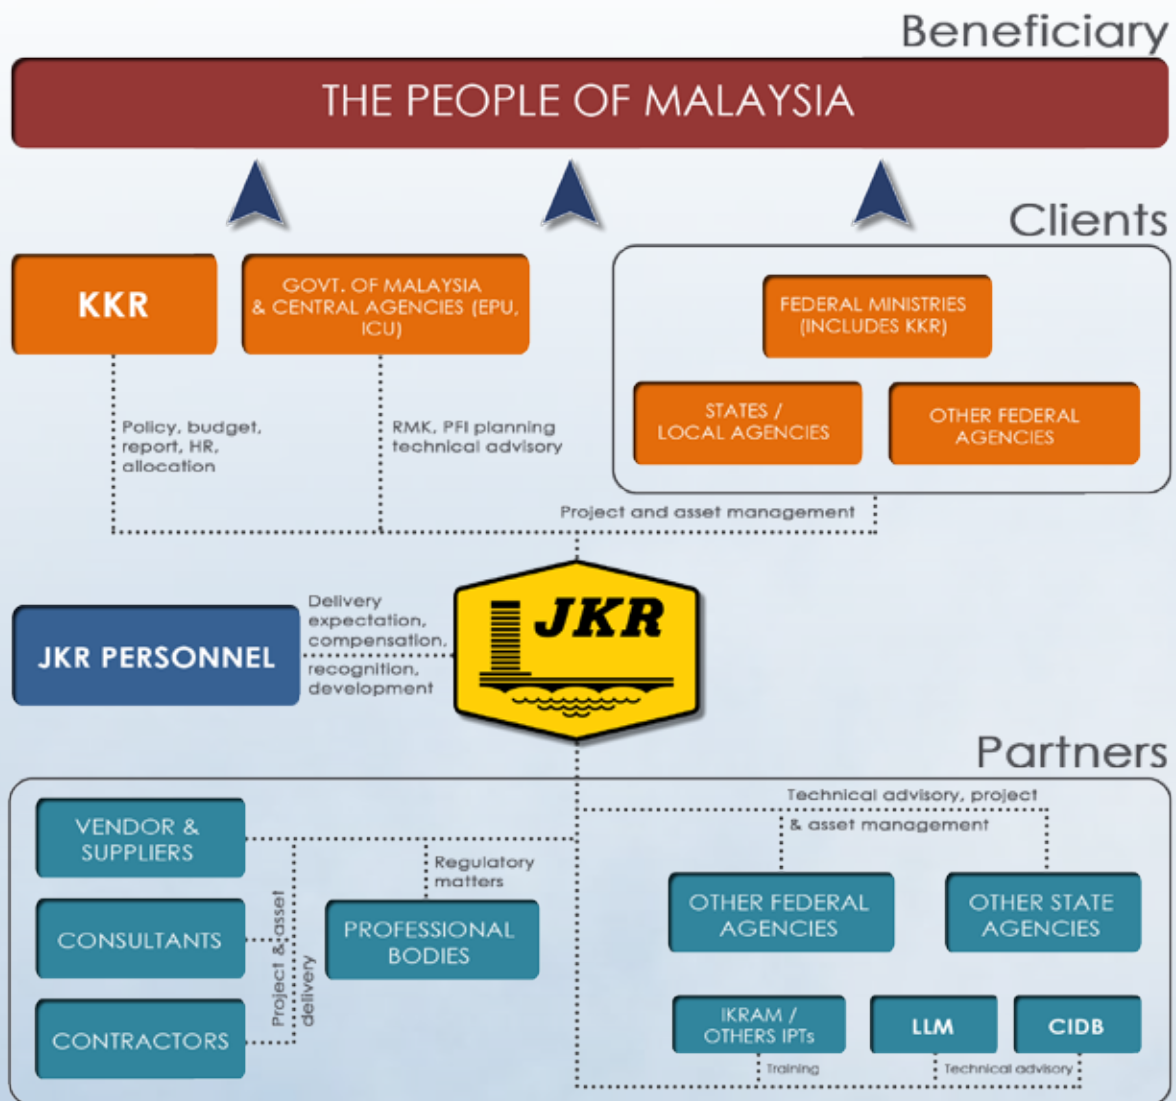 Beneficiary
THE PEOPLE OF MALAYSIA
Clients
KKR
GOVT. OF MALAYSIA
& CENTRAL AGENCIES (EPU,
ICU)
FEDERAL MINISTRIES
(INCLUDES KKR)
STATES /
LOCAL AGENCIES
OTHER FEDERAL
AGENCIES
Policy, budget,
report, HR,
allocation
RMK, PFI planning
technical advisory
Project and asset management
JKR PERSONNEL
Delivery
expectation,
compensation,
recognition,
development
JKR
Partners
VENDOR &
SUPPLIERS
CONSULTANTS
CONTRACTORS
Project & asset
delivery
Regulatory
matters
PROFESSIONAL
BODIES
Technical advisory, project
& asset management
OTHER FEDERAL
AGENCIES
OTHER STATE
AGENCIES
IKRAM /
OTHERS IPTs
LLM
CIDB
Training
Technical advisory